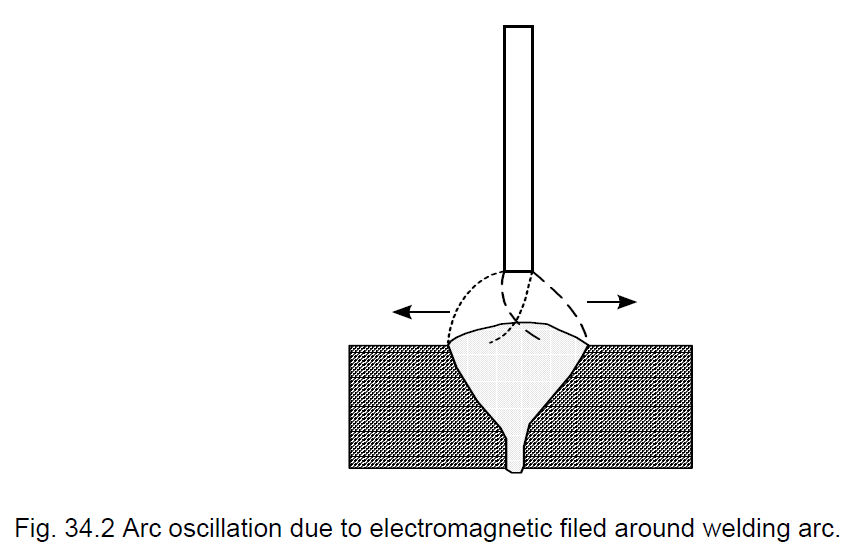 Fig. 34.2 Arc oscillation due to electromagnetic filed around welding arc.